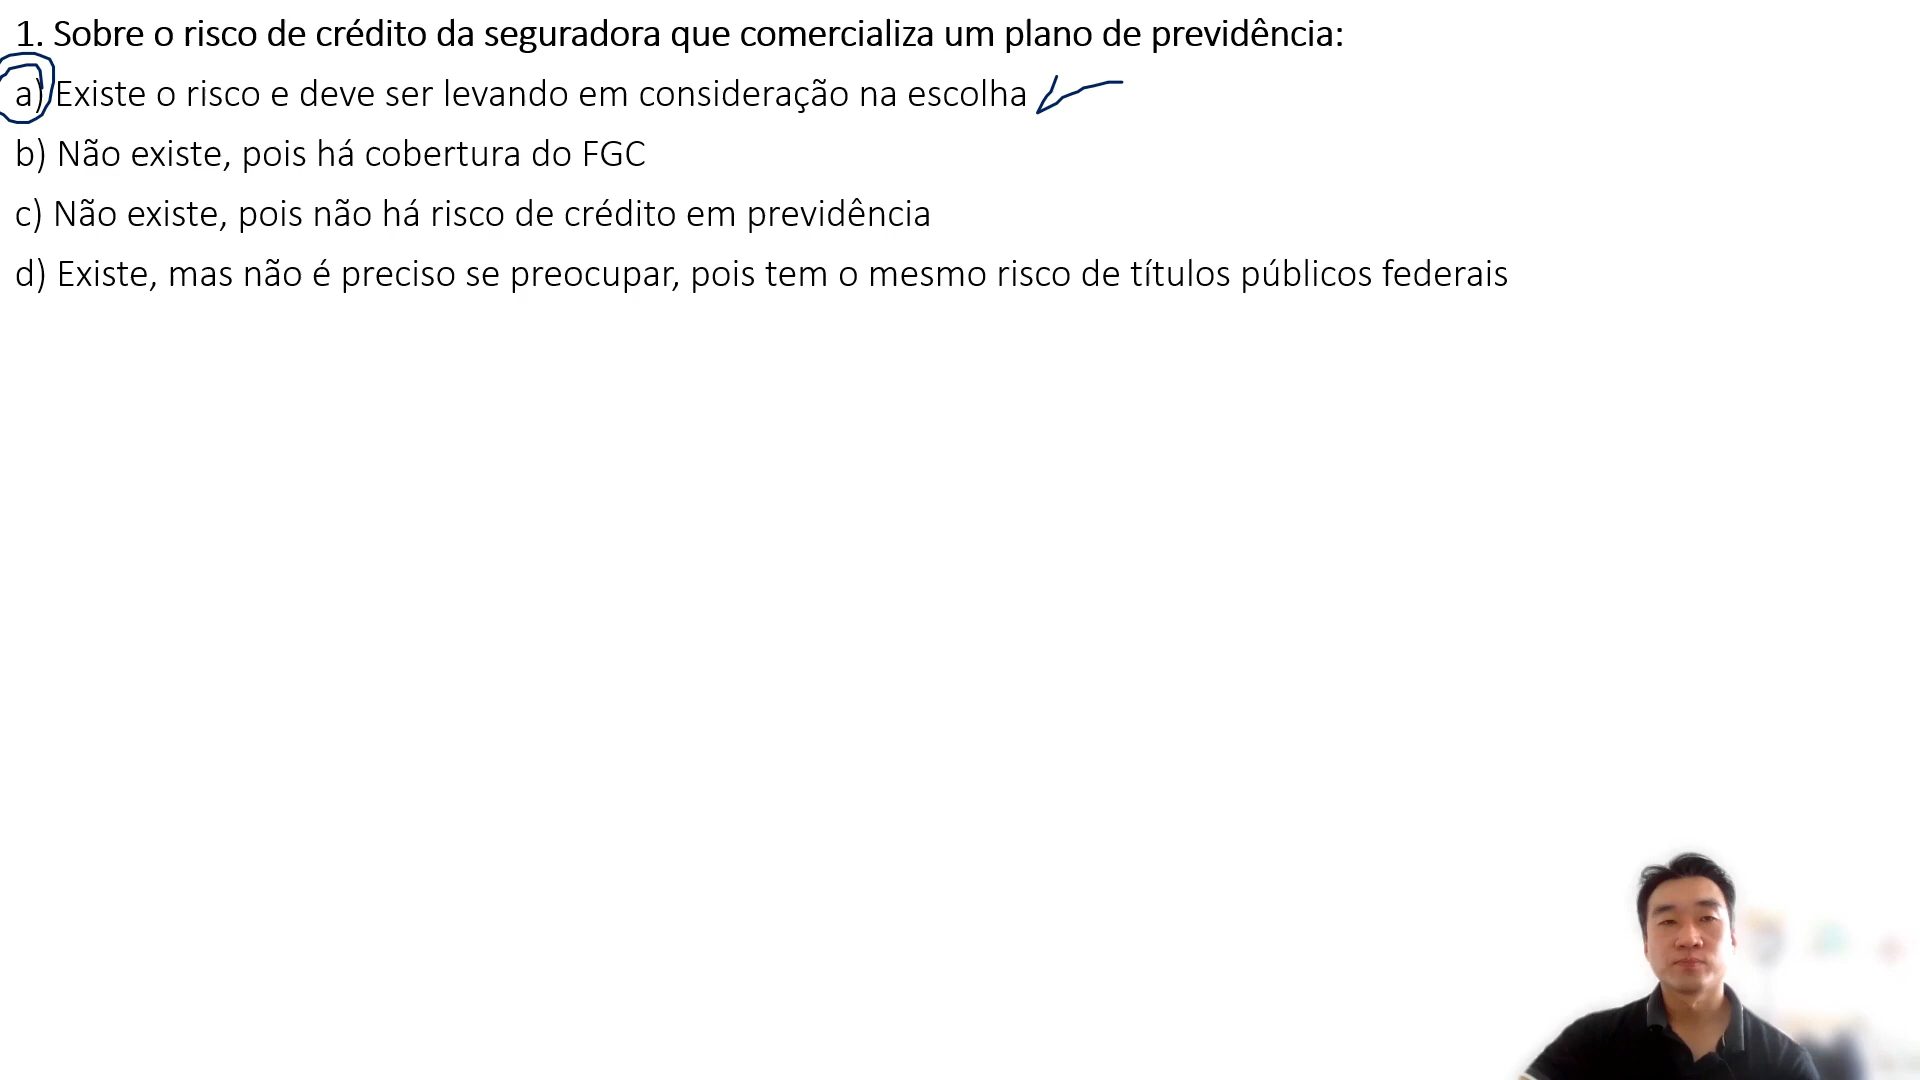 1. Sobre o risco de crédito da seguradora que comercializa um plano de previdência:
a) Existe o risco e deve ser levando em consideração na escolha
b) Não existe, pois há cobertura do FGC
c) Não existe, pois não há risco de crédito em previdência
d) Existe, mas não é preciso se preocupar, pois tem o mesmo risco de títulos públicos federais